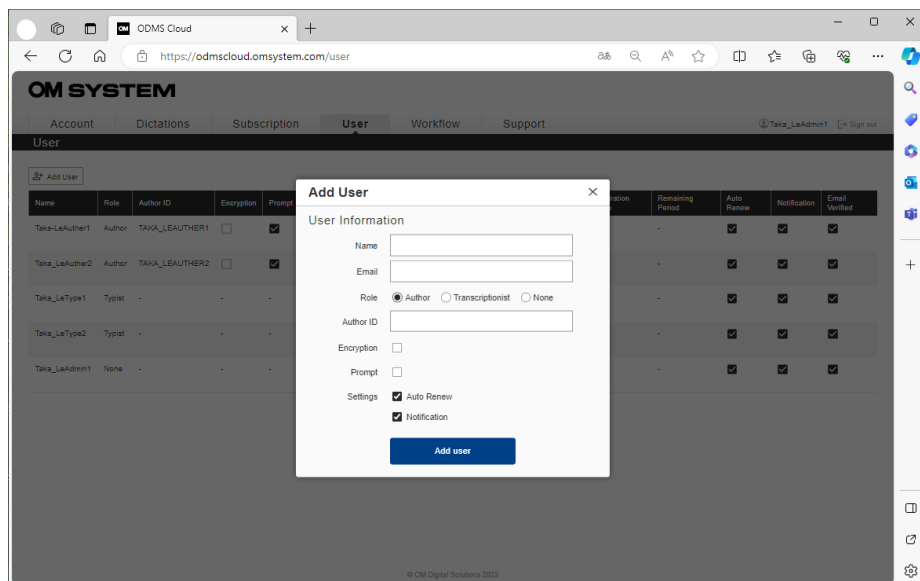 ODMS Cloud
https://odmscloud.omsystem.com/user
OM SYSTEM
Account Dictations Subscription User Workflow Support Taka_LeAdmin1 Sign out
User
Add User
Name Role Author ID Encryption Prompt Remaining Period Auto Renew Notification Email Verified
Taka-LeAuther1 Author TAKA_LEAUTHER1 -
Taka_LeAuther2 Author TAKA_LEAUTHER2 -
Taka_LeType1 Typist - - - -
Taka_LeType2 Typist - - - -
Taka_LeAdmin1 None - - - -
Add User
User Information
Name
Email
Role Author Transcriptionist None
Author ID
Encryption
Prompt
Settings Auto Renew
Notification
Add user
© OM Digital Solutions 2023